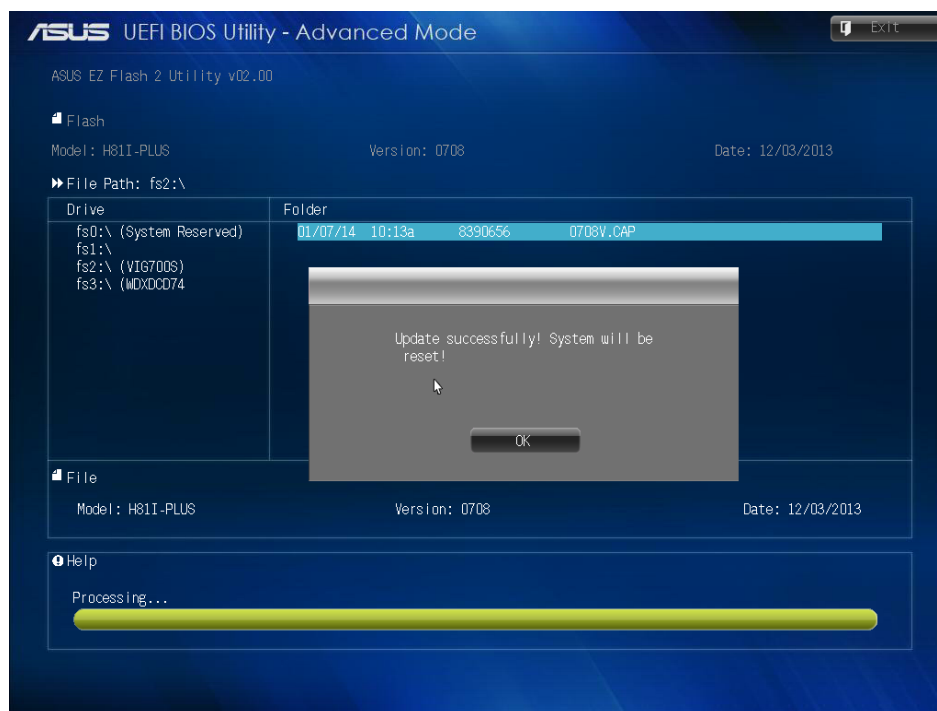 ASUS UEFI BIOS Utility - Advanced Mode
Exit
ASUS EZ Flash 2 Utility v02.00
Flash
Model: H81I-PLUS Version: 0708 Date: 12/03/2013
File Path: fs2:\
Drive Folder
fs0:\ (System Reserved) 01/07/14 10:13a 8390656 0708V.CAP
fs1:\
fs2:\ (VIG700S)
fs3:\ (WDXDCD74
Update successfully! System will be
reset!
OK
File
Model: H81I-PLUS Version: 0708 Date: 12/03/2013
Help
Processing...